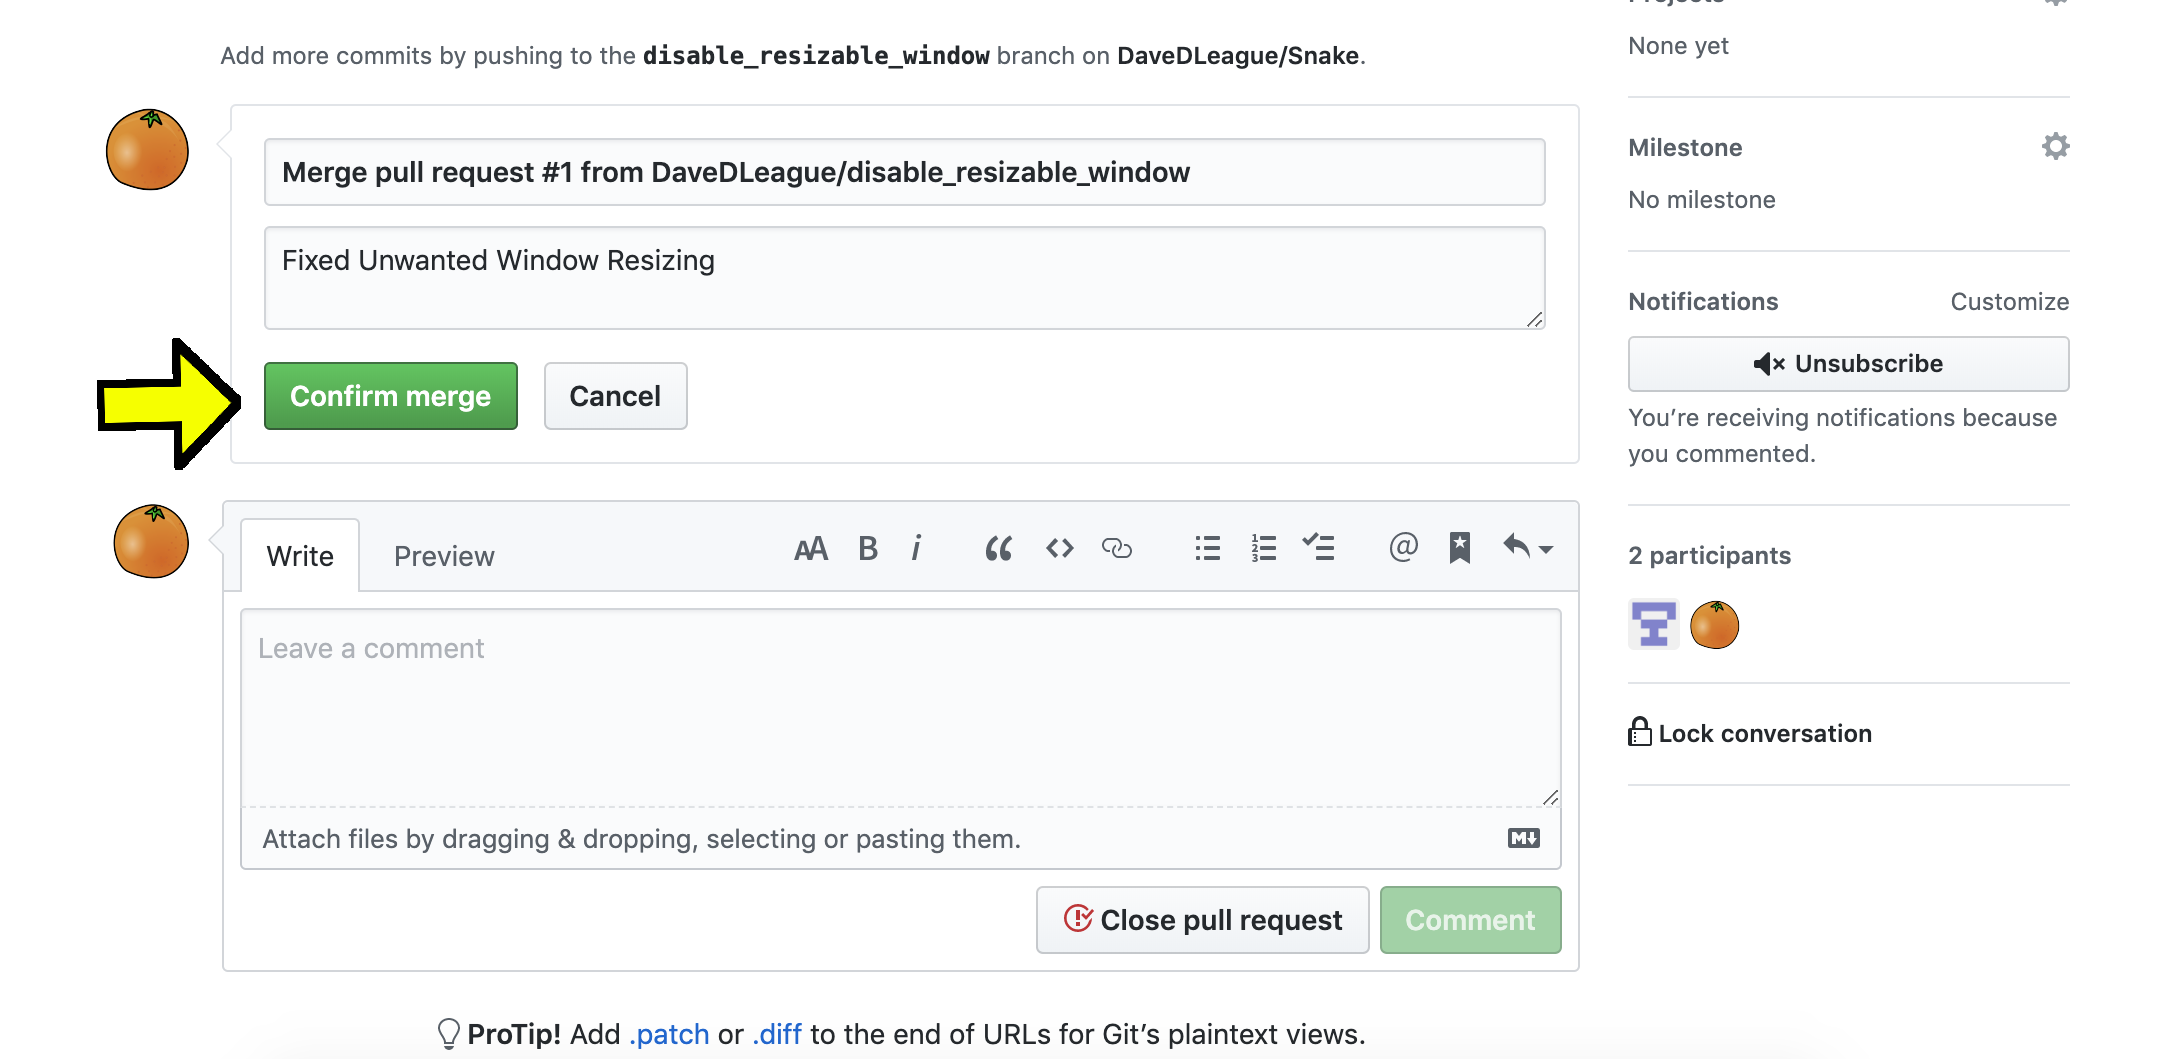 Add more commits by pushing to the disable_resizable_window branch on DaveDLeague/Snake.
Merge pull request #1 from DaveDLeague/disable_resizable_window
Fixed Unwanted Window Resizing
Confirm merge
Cancel
Write
Preview
AA B i
Leave a comment
Attach files by dragging & dropping, selecting or pasting them.
Close pull request
Comment
ProTip! Add .patch or .diff to the end of URLs for Git’s plaintext views.
None yet
Milestone
No milestone
Notifications
Customize
Unsubscribe
You’re receiving notifications because
you commented.
2 participants
Lock conversation